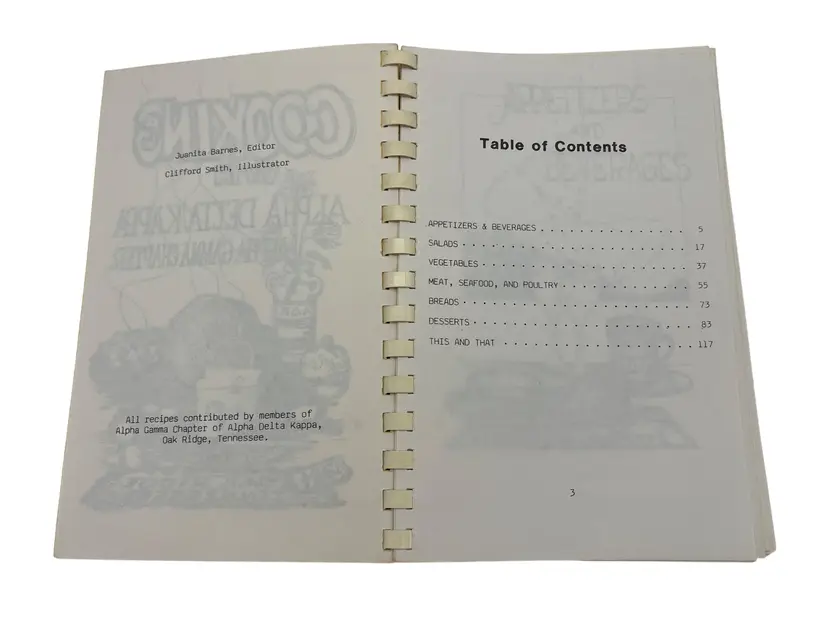 Juanita Barnes, Editor
Clifford Smith, Illustrator
All recipes contributed by members of
Alpha Gamma Chapter of Alpha Delta Kappa,
Oak Ridge, Tennessee.
Table of Contents
APPETIZERS & BEVERAGES . . . . . . . . . . . . . . . 5
SALADS . . . . . . . . . . . . . . . . . . . . . . . 17
VEGETABLES . . . . . . . . . . . . . . . . . . . . . 37
MEAT, SEAFOOD, AND POULTRY . . . . . . . . . . . . . 55
BREADS . . . . . . . . . . . . . . . . . . . . . . . 73
DESSERTS . . . . . . . . . . . . . . . . . . . . . . 83
THIS AND THAT . . . . . . . . . . . . . . . . . . . 117
3